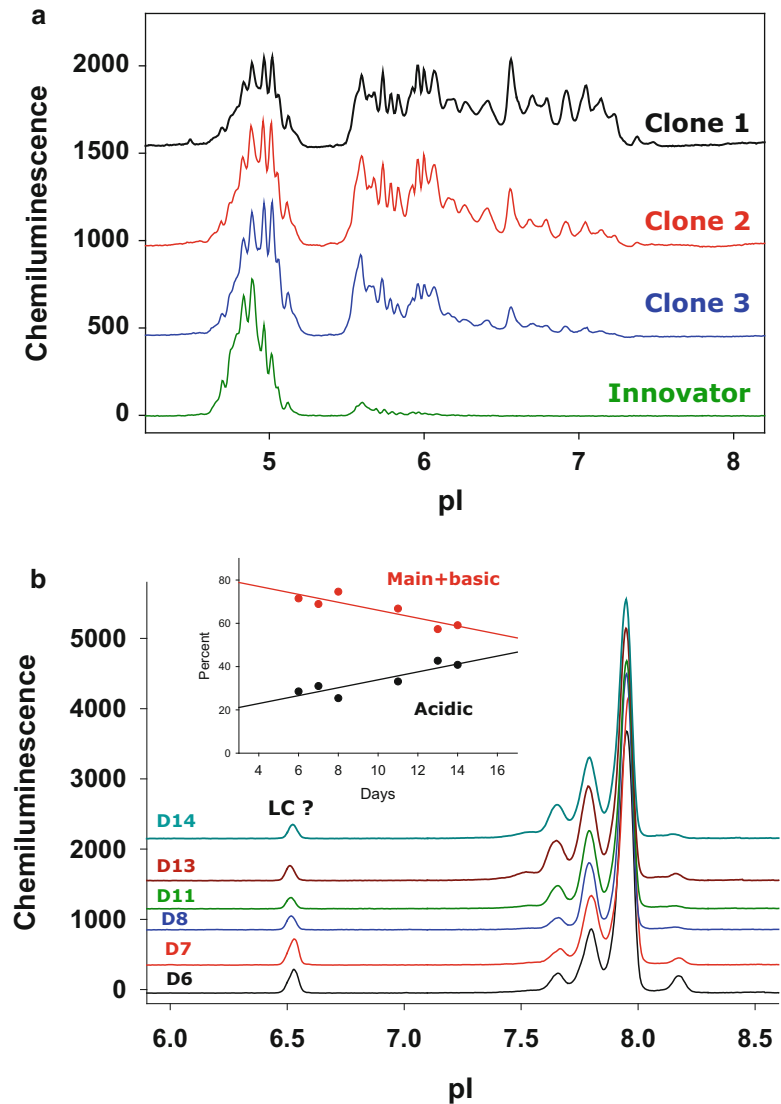 a
Chemiluminescence
2000
1500
1000
500
0
Clone 1
Clone 2
Clone 3
Innovator
5 6 7 8
pI
b
Chemiluminescence
5000
4000
3000
2000
1000
0
Percent
80
60
40
20
0
Main+basic
Acidic
4 6 8 10 12 14 16
Days
LC ?
D14
D13
D11
D8
D7
D6
6.0 6.5 7.0 7.5 8.0 8.5
pI